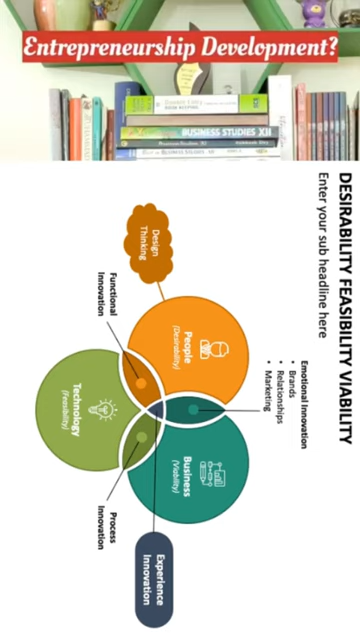 Entrepreneurship Development?
BUSINESS STUDIES XII
DESIRABILITY FEASIBILITY VIABILITY
Enter your sub headline here
Emotional Innovation
• Brands
• Relationships
• Marketing
Design
Thinking
People
(Desirability)
Business
(Viability)
Functional
Innovation
Technology
(Feasibility)
Process
Innovation
Experience
Innovation